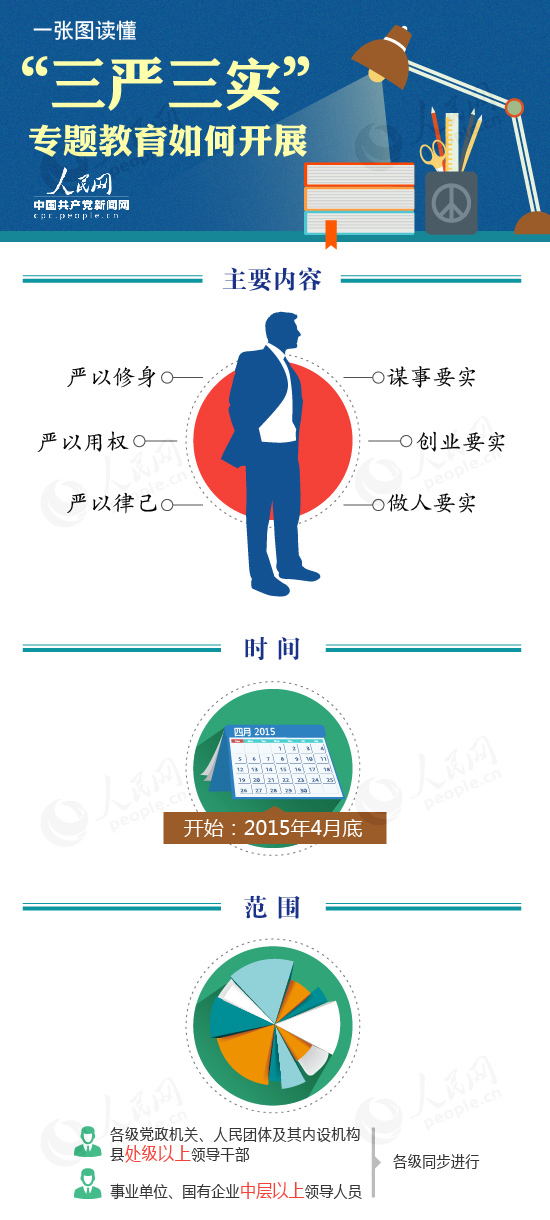 一张图读懂
“三严三实”
专题教育如何开展
人民网
中国共产党新闻网
cpc.people.com.cn
主要内容
严以修身
谋事要实
严以用权
创业要实
严以律己
做人要实
时间
四月 2015
1 2 3 4
5 6 7 8 9 10 11
12 13 14 15 16 17 18
19 20 21 22 23 24 25
26 27 28 29 30
开始：2015年4月底
范围
各级党政机关、人民团体及其内设机构
县处级以上领导干部
各级同步进行
事业单位、国有企业中层以上领导人员
人民网
people.cn